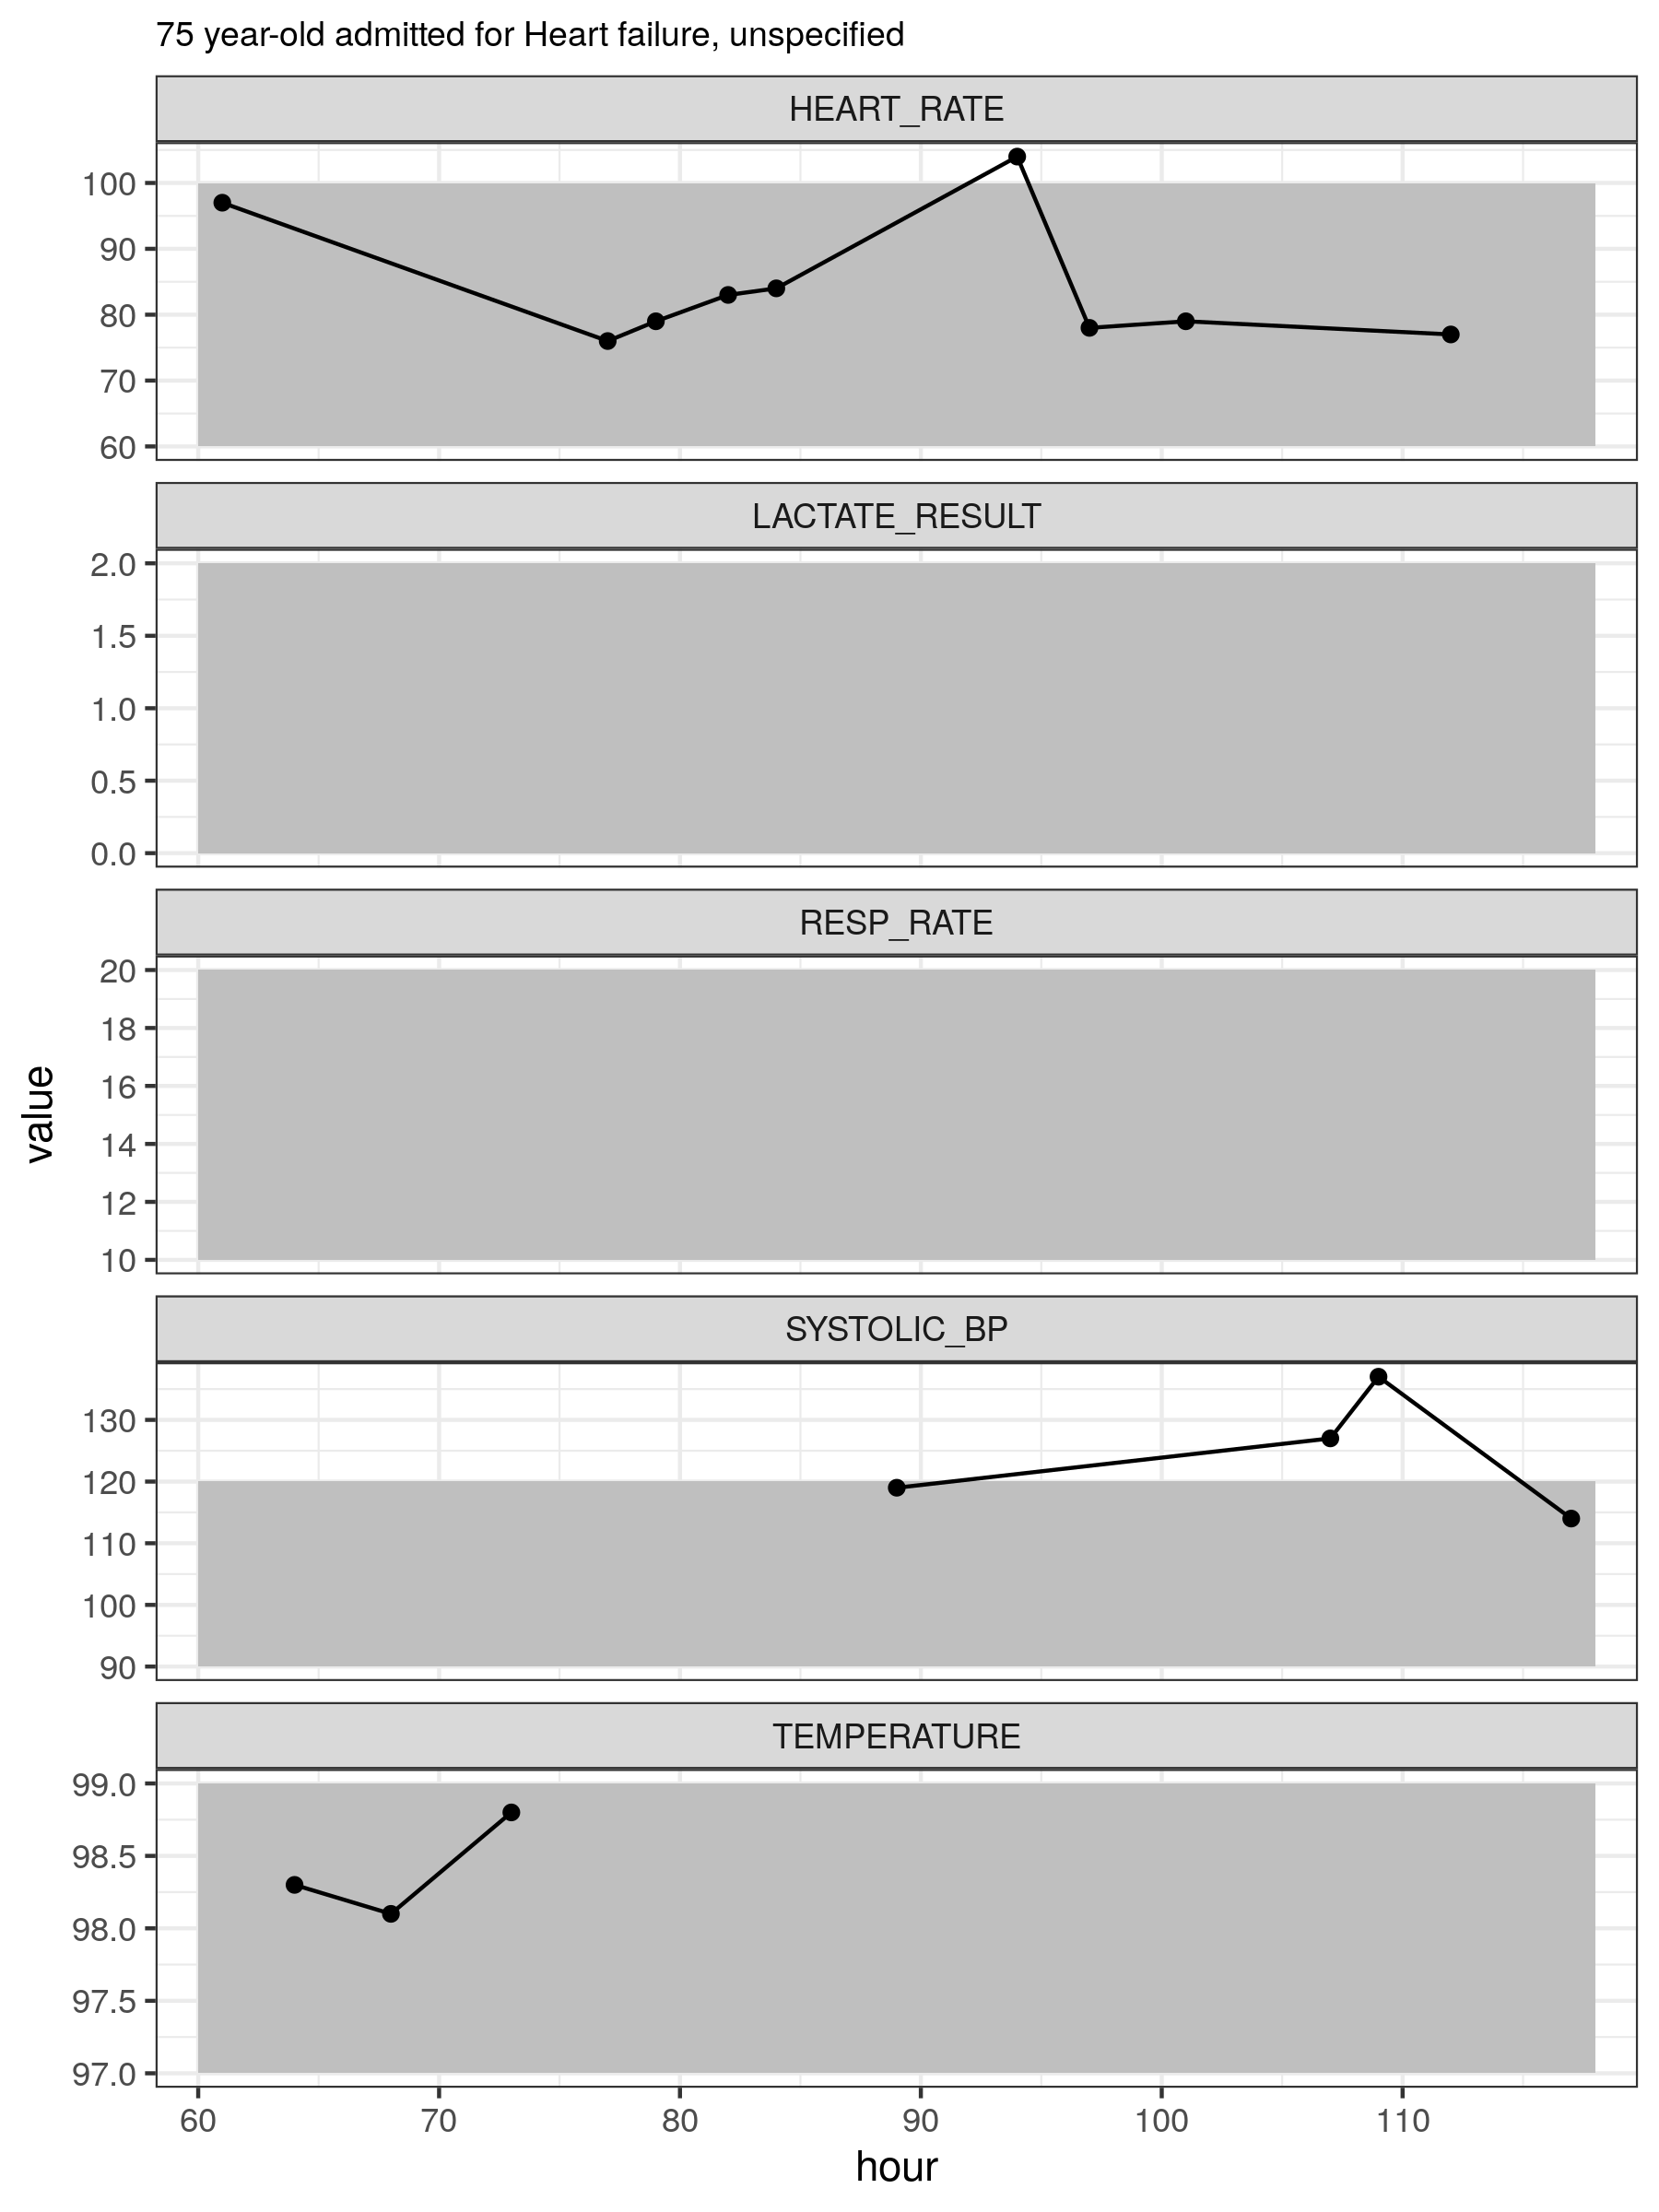 75 year-old admitted for Heart failure, unspecified
HEART_RATE
100
90
80
70
60
LACTATE_RESULT
2.0
1.5
1.0
0.5
0.0
RESP_RATE
20
18
16
14
12
10
value
SYSTOLIC_BP
130
120
110
100
90
TEMPERATURE
99.0
98.5
98.0
97.5
97.0
60 70 80 90 100 110
hour